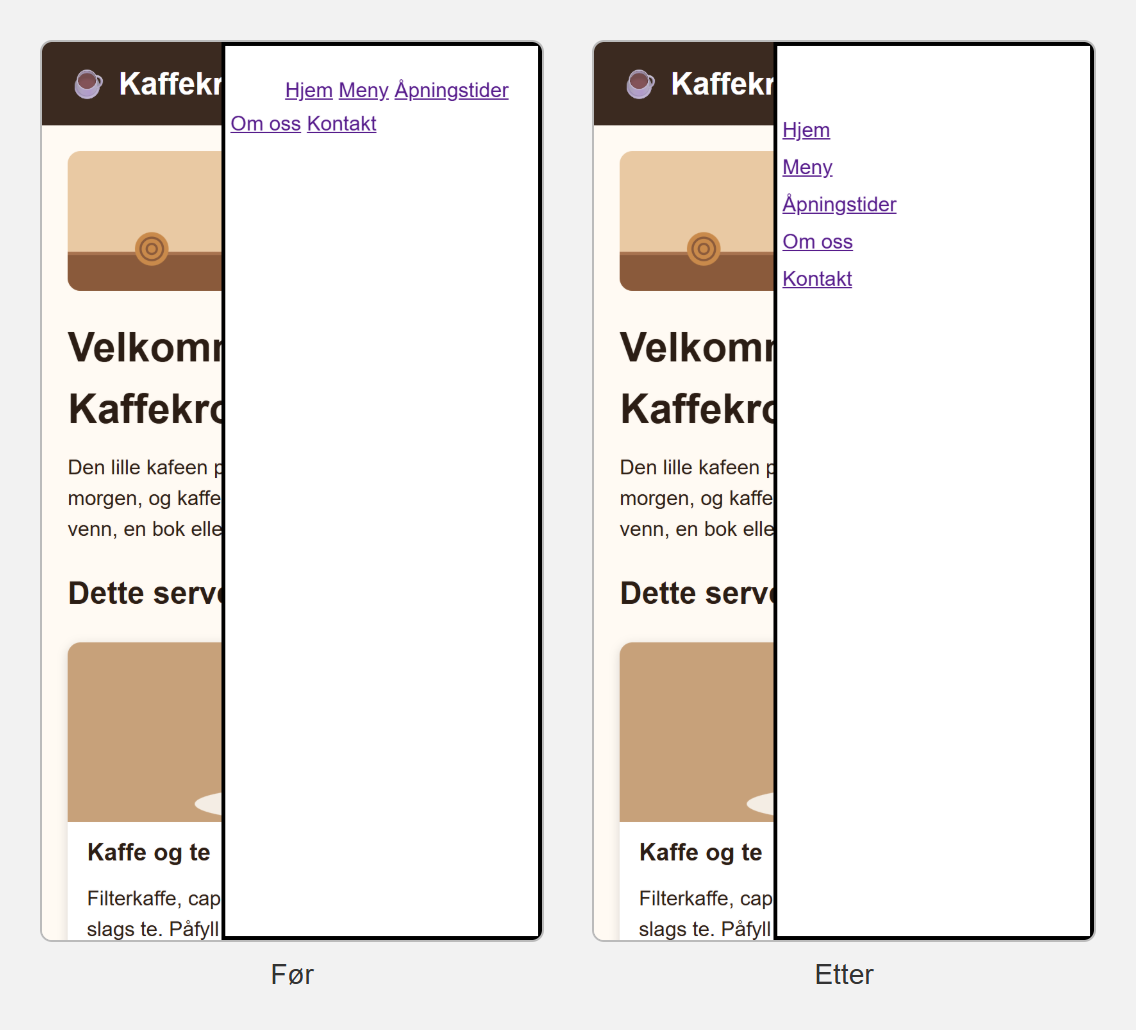 Kaffekr
Hjem Meny Åpningstider
Om oss Kontakt
Velkom
Kaffekro
Den lille kafeen p
morgen, og kaffe
venn, en bok elle
Dette serve
Kaffe og te
Filterkaffe, cap
slags te. Påfyll
Før
Kaffekr
Hjem
Meny
Åpningstider
Om oss
Kontakt
Velkom
Kaffekro
Den lille kafeen p
morgen, og kaffe
venn, en bok elle
Dette serve
Kaffe og te
Filterkaffe, cap
slags te. Påfyll
Etter